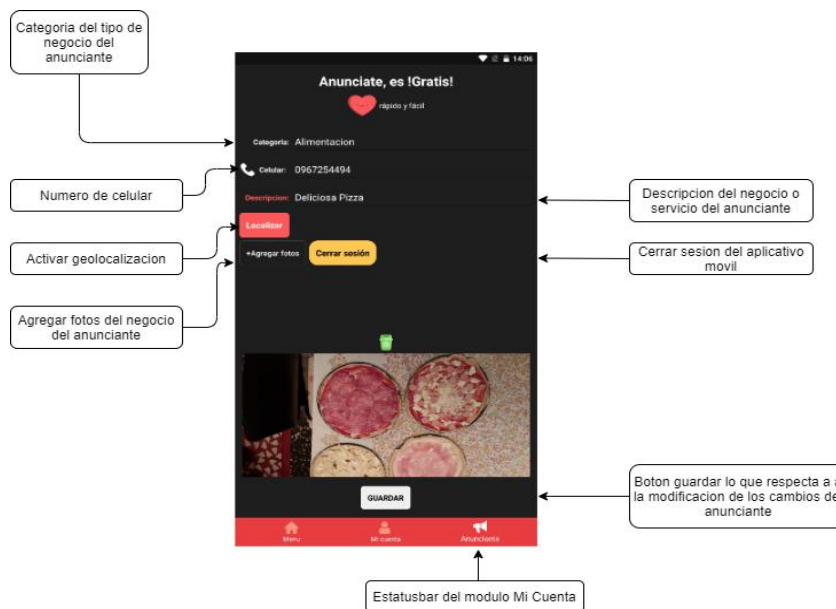 Categoria del tipo de
negocio del
anunciante
14:06
Anunciate, es !Gratis!
rápido y fácil
Categoria: Alimentacion
Celular: 0967254494
Descripcion: Deliciosa Pizza
Localizar
+Agregar fotos
Cerrar sesión
Numero de celular
Activar geolocalizacion
Agregar fotos del negocio
del anunciante
Descripcion del negocio o
servicio del anunciante
Cerrar sesion del aplicativo
movil
GUARDAR
Boton guardar lo que respecta a a
la modificacion de los cambios de
anunciante
Menu
Mi cuenta
Anunciante
Estatusbar del modulo Mi Cuenta